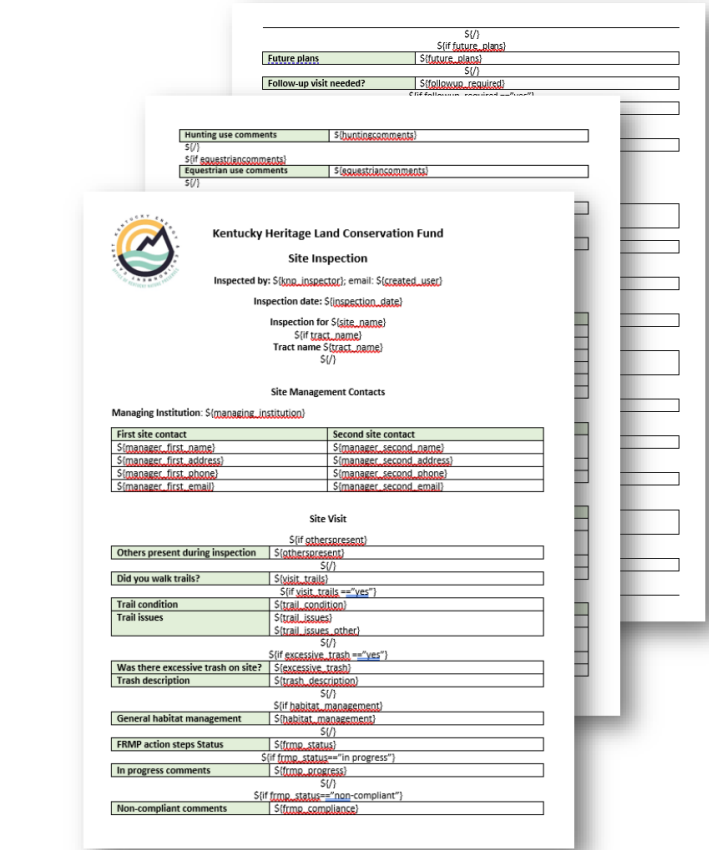 ${/}
${if future_plans}
Future plans ${future_plans}
${/}
Follow-up visit needed? ${followup_required}
${if followup_required =="yes"}
Hunting use comments ${huntingcomments}
${/}
${if equestriancomments}
Equestrian use comments ${equestriancomments}
${/}
Kentucky Heritage Land Conservation Fund
Site Inspection
Inspected by: ${knp_inspector}; email: ${created_user}
Inspection date: ${inspection_date}
Inspection for ${site_name}
${if tract_name}
Tract name ${tract_name}
${/}
Site Management Contacts
Managing Institution: ${managing_institution}
First site contact Second site contact
${manager_first_name} ${manager_second_name}
${manager_first_address} ${manager_second_address}
${manager_first_phone} ${manager_second_phone}
${manager_first_email} ${manager_second_email}
Site Visit
${if otherspresent}
Others present during inspection ${otherspresent}
${/}
Did you walk trails? ${visit_trails}
${if visit_trails =="yes"}
Trail condition ${trail_condition}
Trail issues ${trail_issues}
${trail_issues_other}
${/}
${if excessive_trash =="yes"}
Was there excessive trash on site? ${excessive_trash}
Trash description ${trash_description}
${/}
${if habitat_management}
General habitat management ${habitat_management}
${/}
FRMP action steps Status ${frmp_status}
${if frmp_status=="in progress"}
In progress comments ${frmp_progress}
${/}
${if frmp_status=="non-compliant"}
Non-compliant comments ${frmp_compliance}